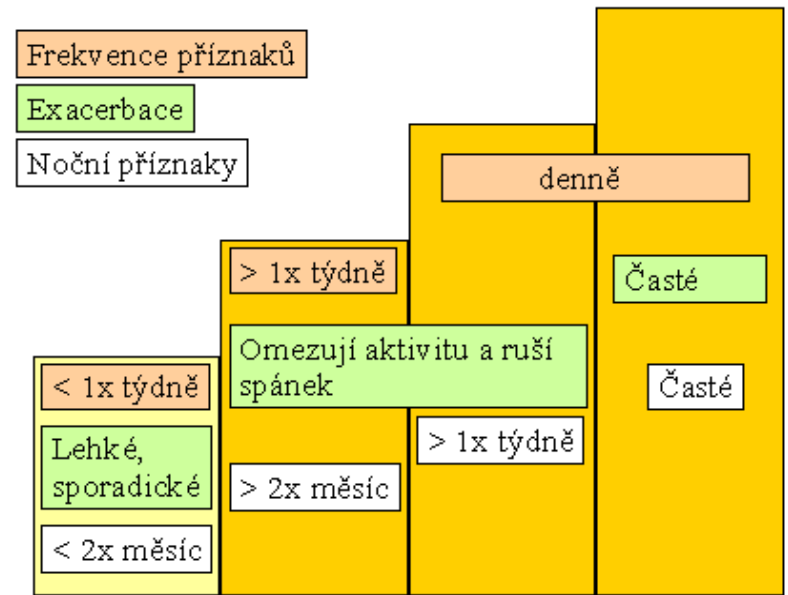 Frekvence příznaků
Exacerbace
Noční příznaky
denně
> 1x týdně
Časté
Omezují aktivitu a ruší
spánek
< 1x týdně
Časté
> 1x týdně
Lehké,
sporadické
> 2x měsíc
< 2x měsíc